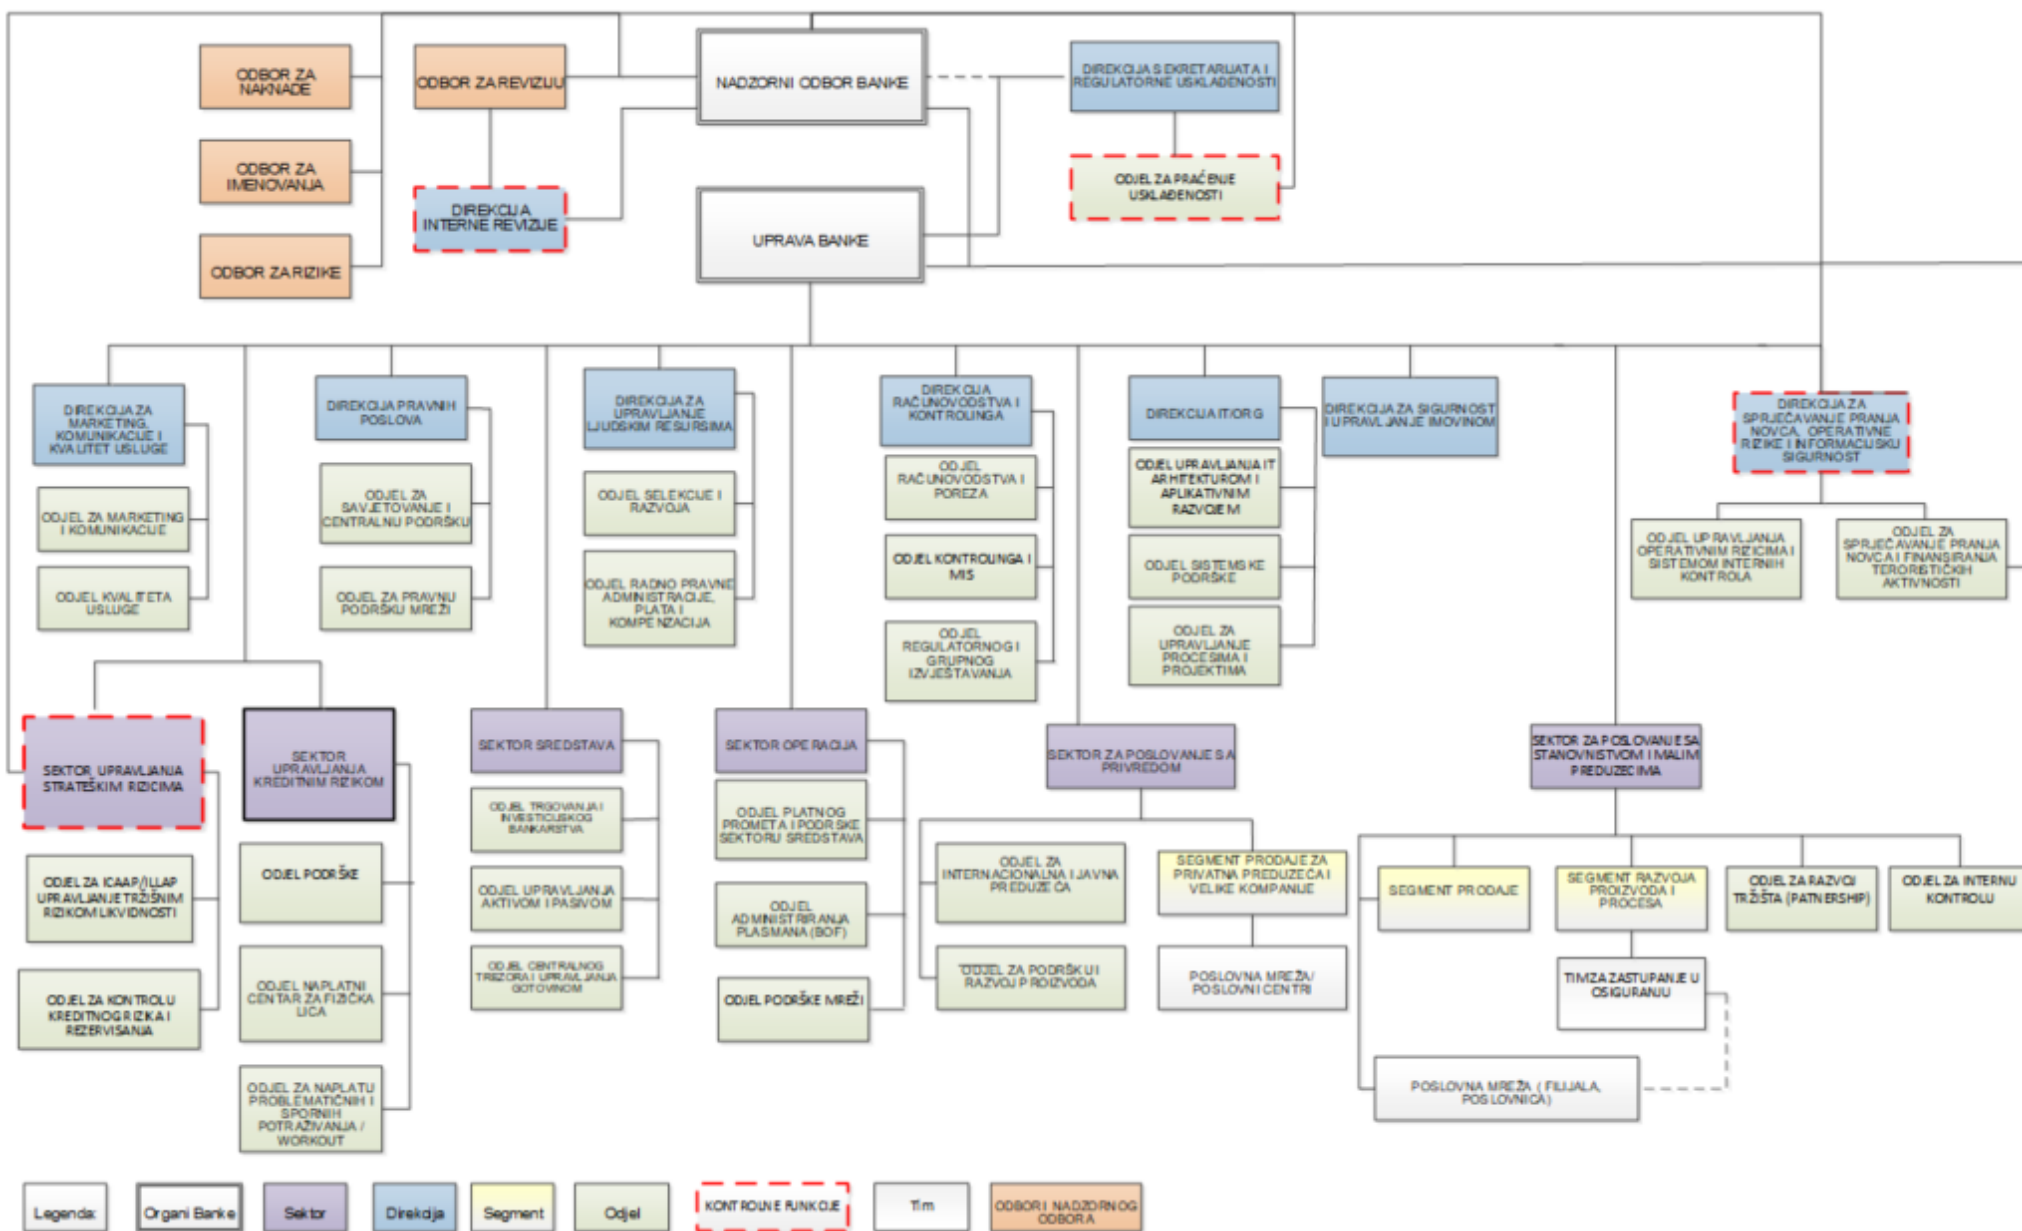 ODBOR ZA
NAKNADE
ODBOR ZA REVIZIJU
NADZORNI ODBOR BANKE
DIREKCIJA SEKRETARIJATA I
REGULATORNE USKLAĐENOSTI
ODBOR ZA
IMENOVANJA
ODJEL ZA PRAĆENJE
USKLAĐENOSTI
DIREKCIJA
INTERNE REVIZIJE
UPRAVA BANKE
ODBOR ZA RIZIKE
DIREKCIJA ZA
MARKETING,
KOMUNIKACIJE I
KVALITET USLUGE
DIREKCIJA PRAVNIH
POSLOVA
DIREKCIJA ZA
UPRAVLJANJE
LJUDSKIM RESURSIMA
DIREKCIJA
RAČUNOVODSTVA I
KONTROLINGA
DIREKCIJA IT/ORG
DIREKCIJA ZA SIGURNOST
I UPRAVLJANJE IMOVINOM
DIREKCIJA ZA
SPRJEČAVANJE PRANJA
NOVCA, OPERATIVNE
RIZIKE I INFORMACIJSKU
SIGURNOST
ODJEL ZA MARKETING
I KOMUNIKACIJE
ODJEL KVALITETA
USLUGE
ODJEL ZA
SAVJETOVANJE I
CENTRALNU PODRŠKU
ODJEL ZA PRAVNU
PODRŠKU MREŽI
ODJEL SELEKCIJE I
RAZVOJA
ODJEL RADNO PRAVNE
ADMINISTRACIJE,
PLATA I
KOMPENZACIJA
ODJEL
RAČUNOVODSTVA I
POREZA
ODJEL KONTROLINGA I
MIS
ODJEL
REGULATORNOG I
GRUPNOG
IZVJEŠTAVANJA
ODJEL UPRAVLJANJA IT
ARHITEKTUROM I
APLIKATIVNIM
RAZVOJEM
ODJEL SISTEMSKE
PODRŠKE
ODJEL ZA
UPRAVLJANJE
PROCESIMA I
PROJEKTIMA
ODJEL UPRAVLJANJA
OPERATIVNIM RIZICIMA I
SISTEMOM INTERNIH
KONTROLA
ODJEL ZA
SPRJEČAVANJE PRANJA
NOVCA I FINANSIRANJA
TERORISTIČKIH
AKTIVNOSTI
SEKTOR UPRAVLJANJA
STRATEŠKIM RIZICIMA
SEKTOR
UPRAVLJANJA
KREDITNIM RIZIKOM
SEKTOR SREDSTAVA
SEKTOR OPERACIJA
SEKTOR ZA POSLOVANJE SA
PRIVREDOM
SEKTOR ZA POSLOVANJE SA
STANOVNISTVOM I MALIM
PREDUZECIMA
ODJEL ZA ICAAP/ILLAP
UPRAVLJANJE TRŽIŠNIM
RIZIKOM LIKVIDNOSTI
ODJEL ZA KONTROLU
KREDITNOG RIZIKA I
REZERVISANJA
ODJEL PODRŠKE
ODJEL NAPLATNI
CENTAR ZA FIZIČKA
LICA
ODJEL ZA NAPLATU
PROBLEMATIČNIH I
SPORNIH
POTRAŽIVANJA /
WORKOUT
ODJEL TRGOVANJA I
INVESTICIJSKOG
BANKARSTVA
ODJEL UPRAVLJANJA
AKTIVOM I PASIVOM
ODJEL CENTRALNOG
TREZORA I UPRAVLJANJA
GOTOVINOM
ODJEL PLATNOG
PROMETA I PODRSKE
SEKTORU SREDSTAVA
ODJEL
ADMINISTRIRANJA
PLASMANA (BOF)
ODJEL PODRŠKE MREŽI
ODJEL ZA
INTERNACIONALNA I JAVNA
PREDUZEĆA
ODJEL ZA PODRŠKU I
RAZVOJ PROIZVODA
SEGMENT PRODAJE ZA
PRIVATNA PREDUZEĆA I
VELIKE KOMPANIJE
POSLOVNA MREŽA/
POSLOVNI CENTRI
SEGMENT PRODAJE
SEGMENT RAZVOJA
PROIZVODA I
PROCESA
ODJEL ZA RAZVOJ
TRŽIŠTA (PATNERSHIP)
ODJEL ZA INTERNU
KONTROLU
TIM ZA ZASTUPANJE U
OSIGURANJU
POSLOVNA MREŽA ( FILIJALA,
POSLOVNICA)
Legenda:
Organi Banke
Sektor
Direkcija
Segment
Odjel
KONTROLNE FUNKCIJE
Tim
ODBORI NADZORNOG
ODBORA